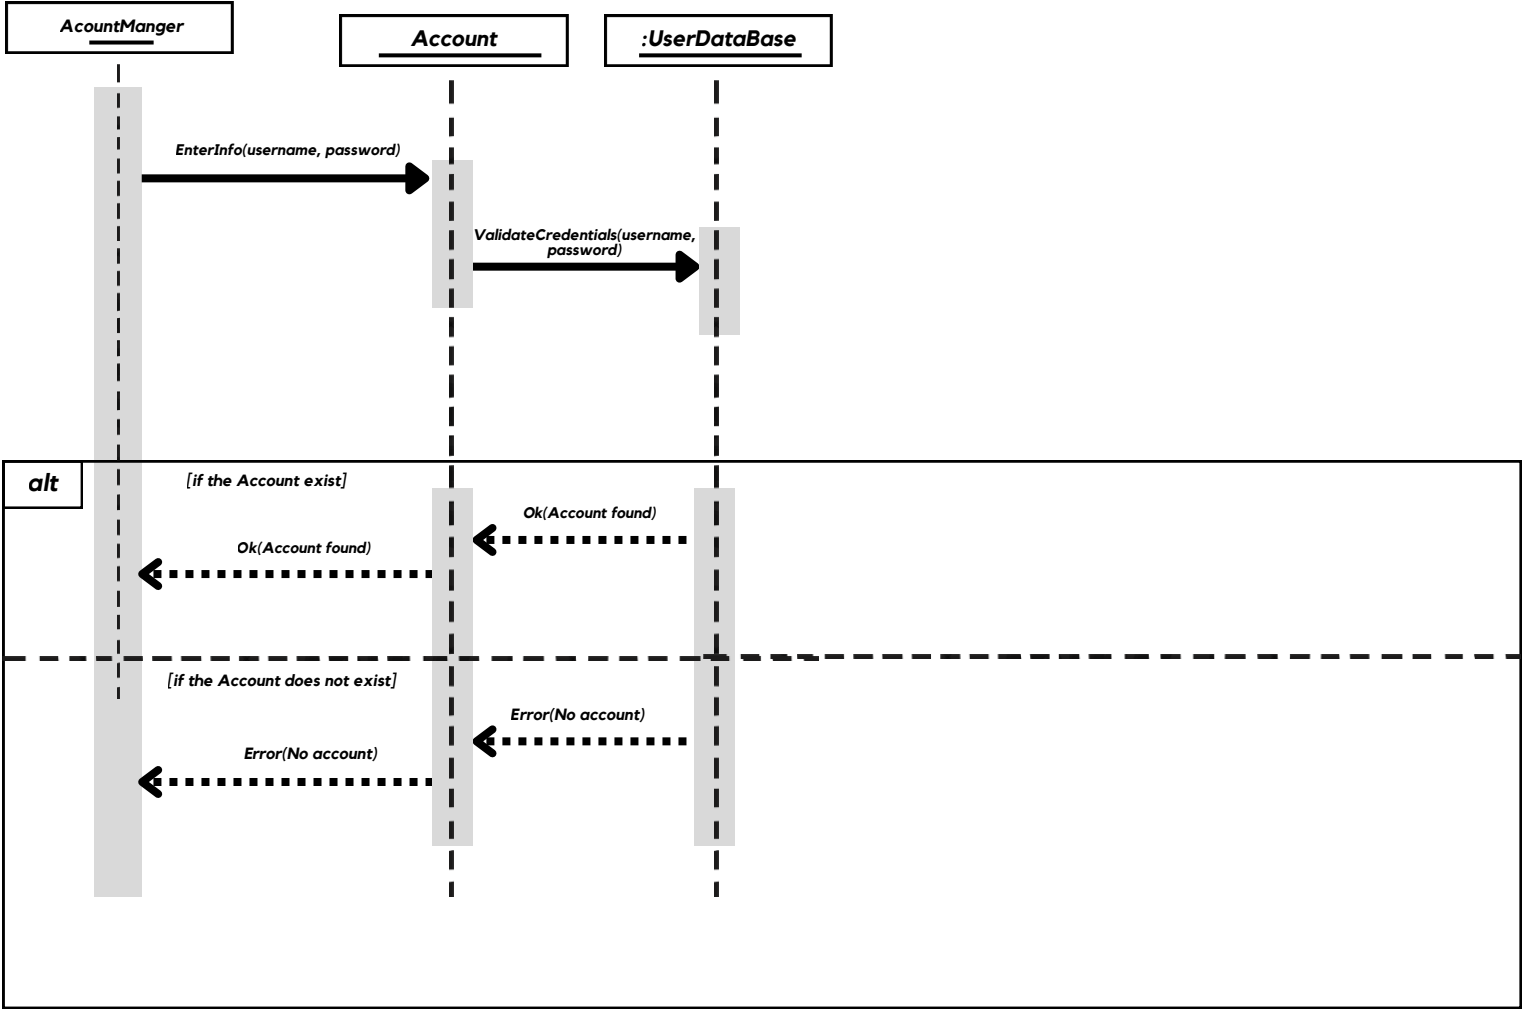 AcountManger
Account
:UserDataBase
EnterInfo(username, password)
ValidateCredentials(username,
password)
alt
[if the Account exist]
Ok(Account found)
Ok(Account found)
[if the Account does not exist]
Error(No account)
Error(No account)